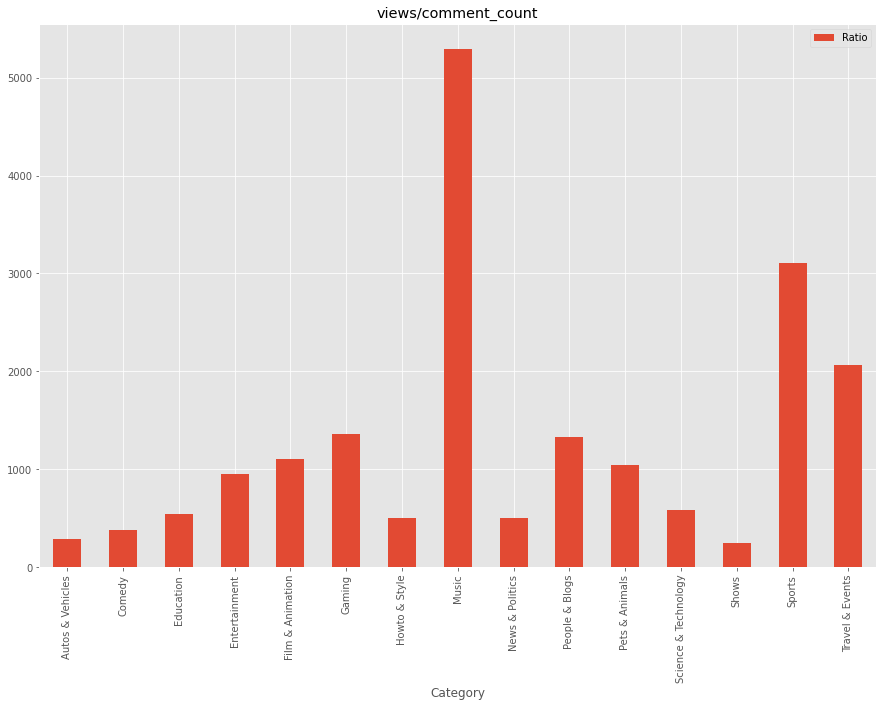 views/comment_count
Ratio
5000
4000
3000
2000
1000
0
Autos & Vehicles
Comedy
Education
Entertainment
Film & Animation
Gaming
Howto & Style
Music
News & Politics
People & Blogs
Pets & Animals
Science & Technology
Shows
Sports
Travel & Events
Category